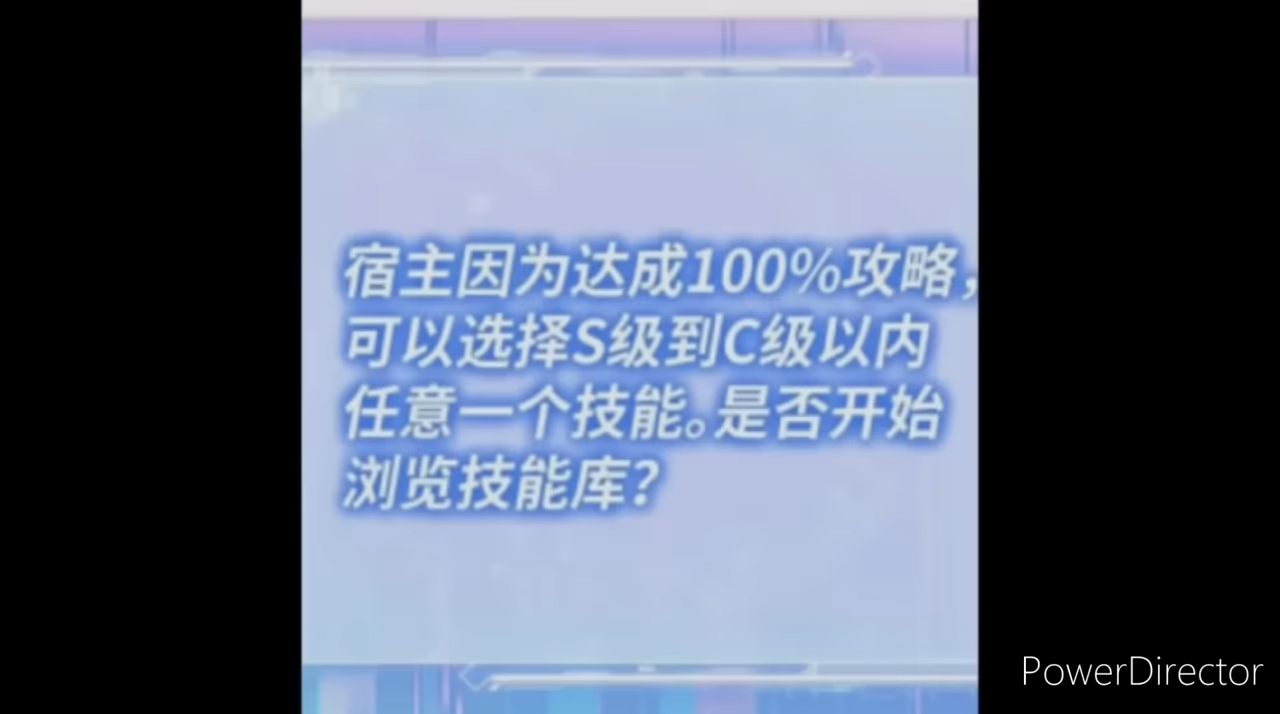 宿主因为达成100%攻略，
可以选择S级到C级以内
任意一个技能。是否开始
浏览技能库？
PowerDirector